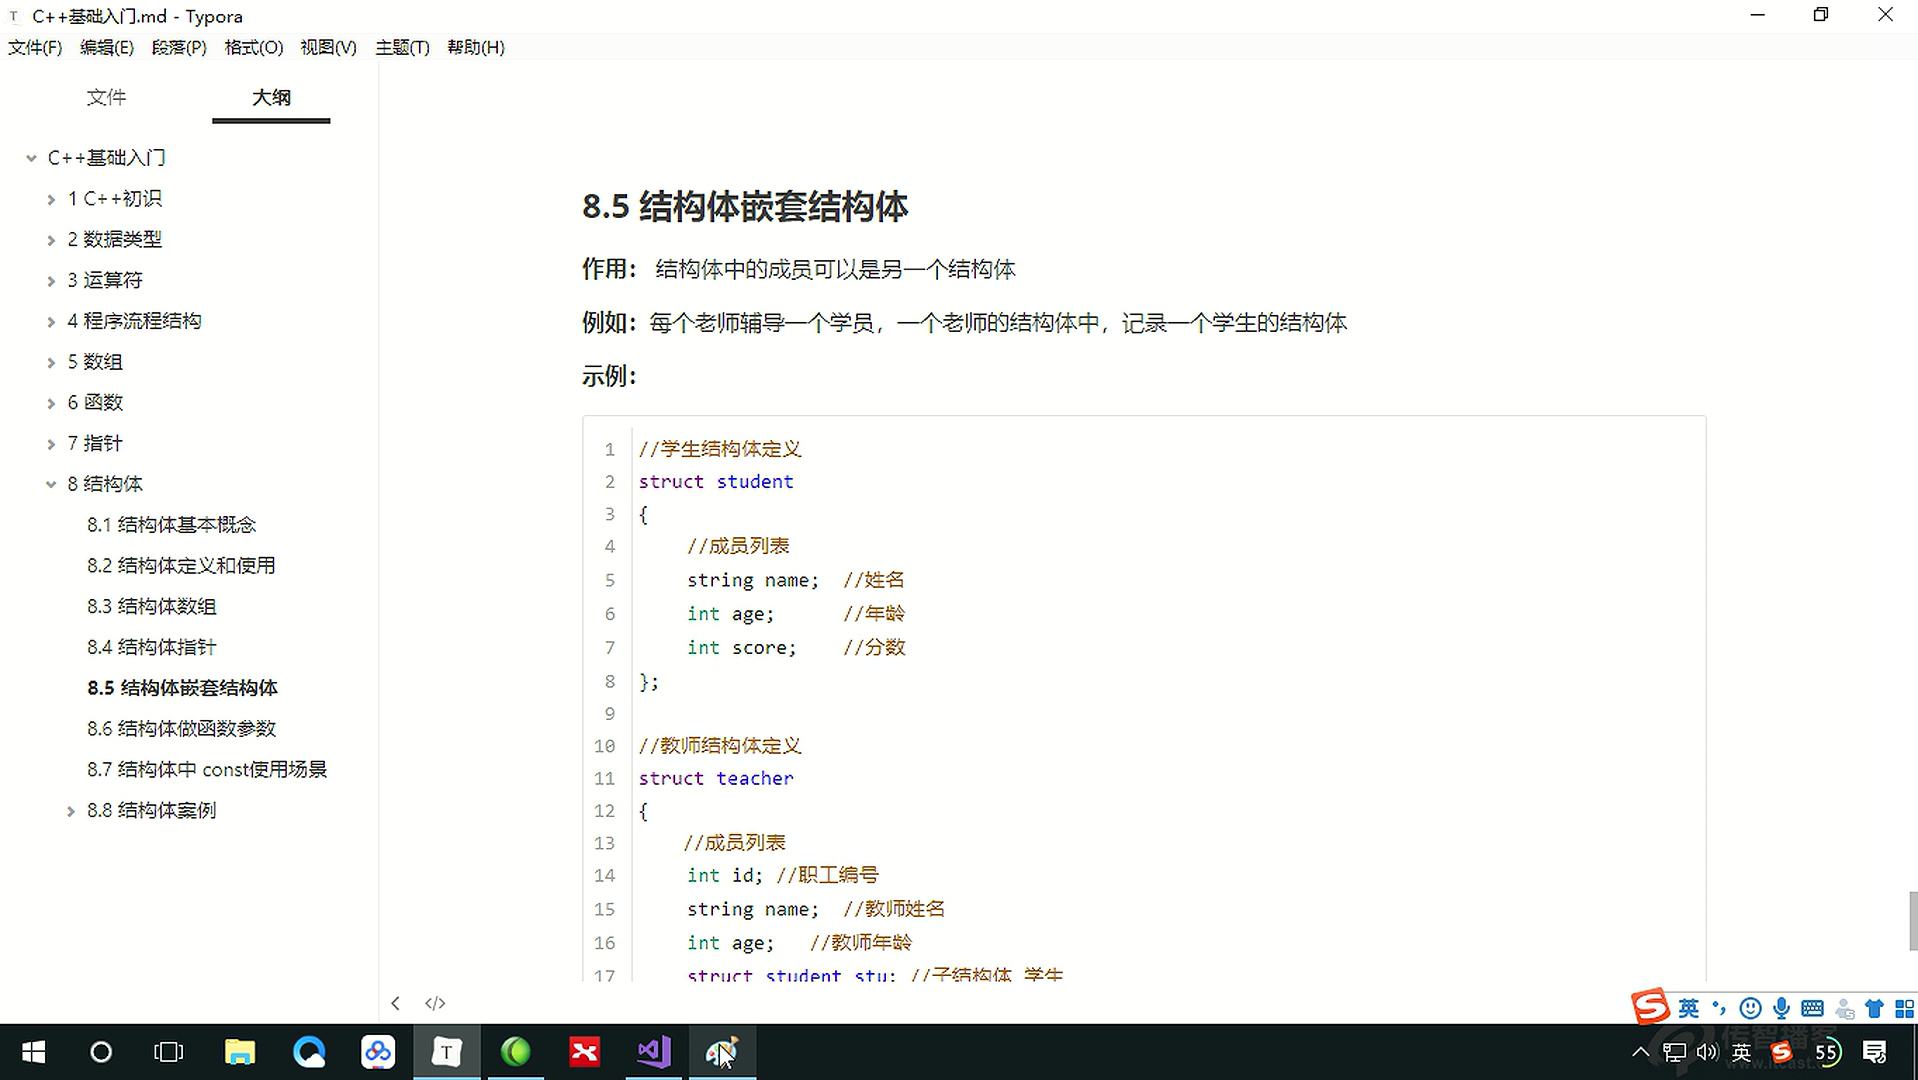 C++基础入门.md - Typora
文件(F) 编辑(E) 段落(P) 格式(O) 视图(V) 主题(T) 帮助(H)
文件 大纲
C++基础入门
1 C++初识
2 数据类型
3 运算符
4 程序流程结构
5 数组
6 函数
7 指针
8 结构体
8.1 结构体基本概念
8.2 结构体定义和使用
8.3 结构体数组
8.4 结构体指针
8.5 结构体嵌套结构体
8.6 结构体做函数参数
8.7 结构体中 const使用场景
8.8 结构体案例
8.5 结构体嵌套结构体
作用： 结构体中的成员可以是另一个结构体
例如：每个老师辅导一个学员，一个老师的结构体中，记录一个学生的结构体
示例：
1 //学生结构体定义
2 struct student
3 {
4 //成员列表
5 string name; //姓名
6 int age; //年龄
7 int score; //分数
8 };
9
10 //教师结构体定义
11 struct teacher
12 {
13 //成员列表
14 int id; //职工编号
15 string name; //教师姓名
16 int age; //教师年龄
17 struct student stu; //子结构体 学生
</> 
英
T
英 55
传智播客